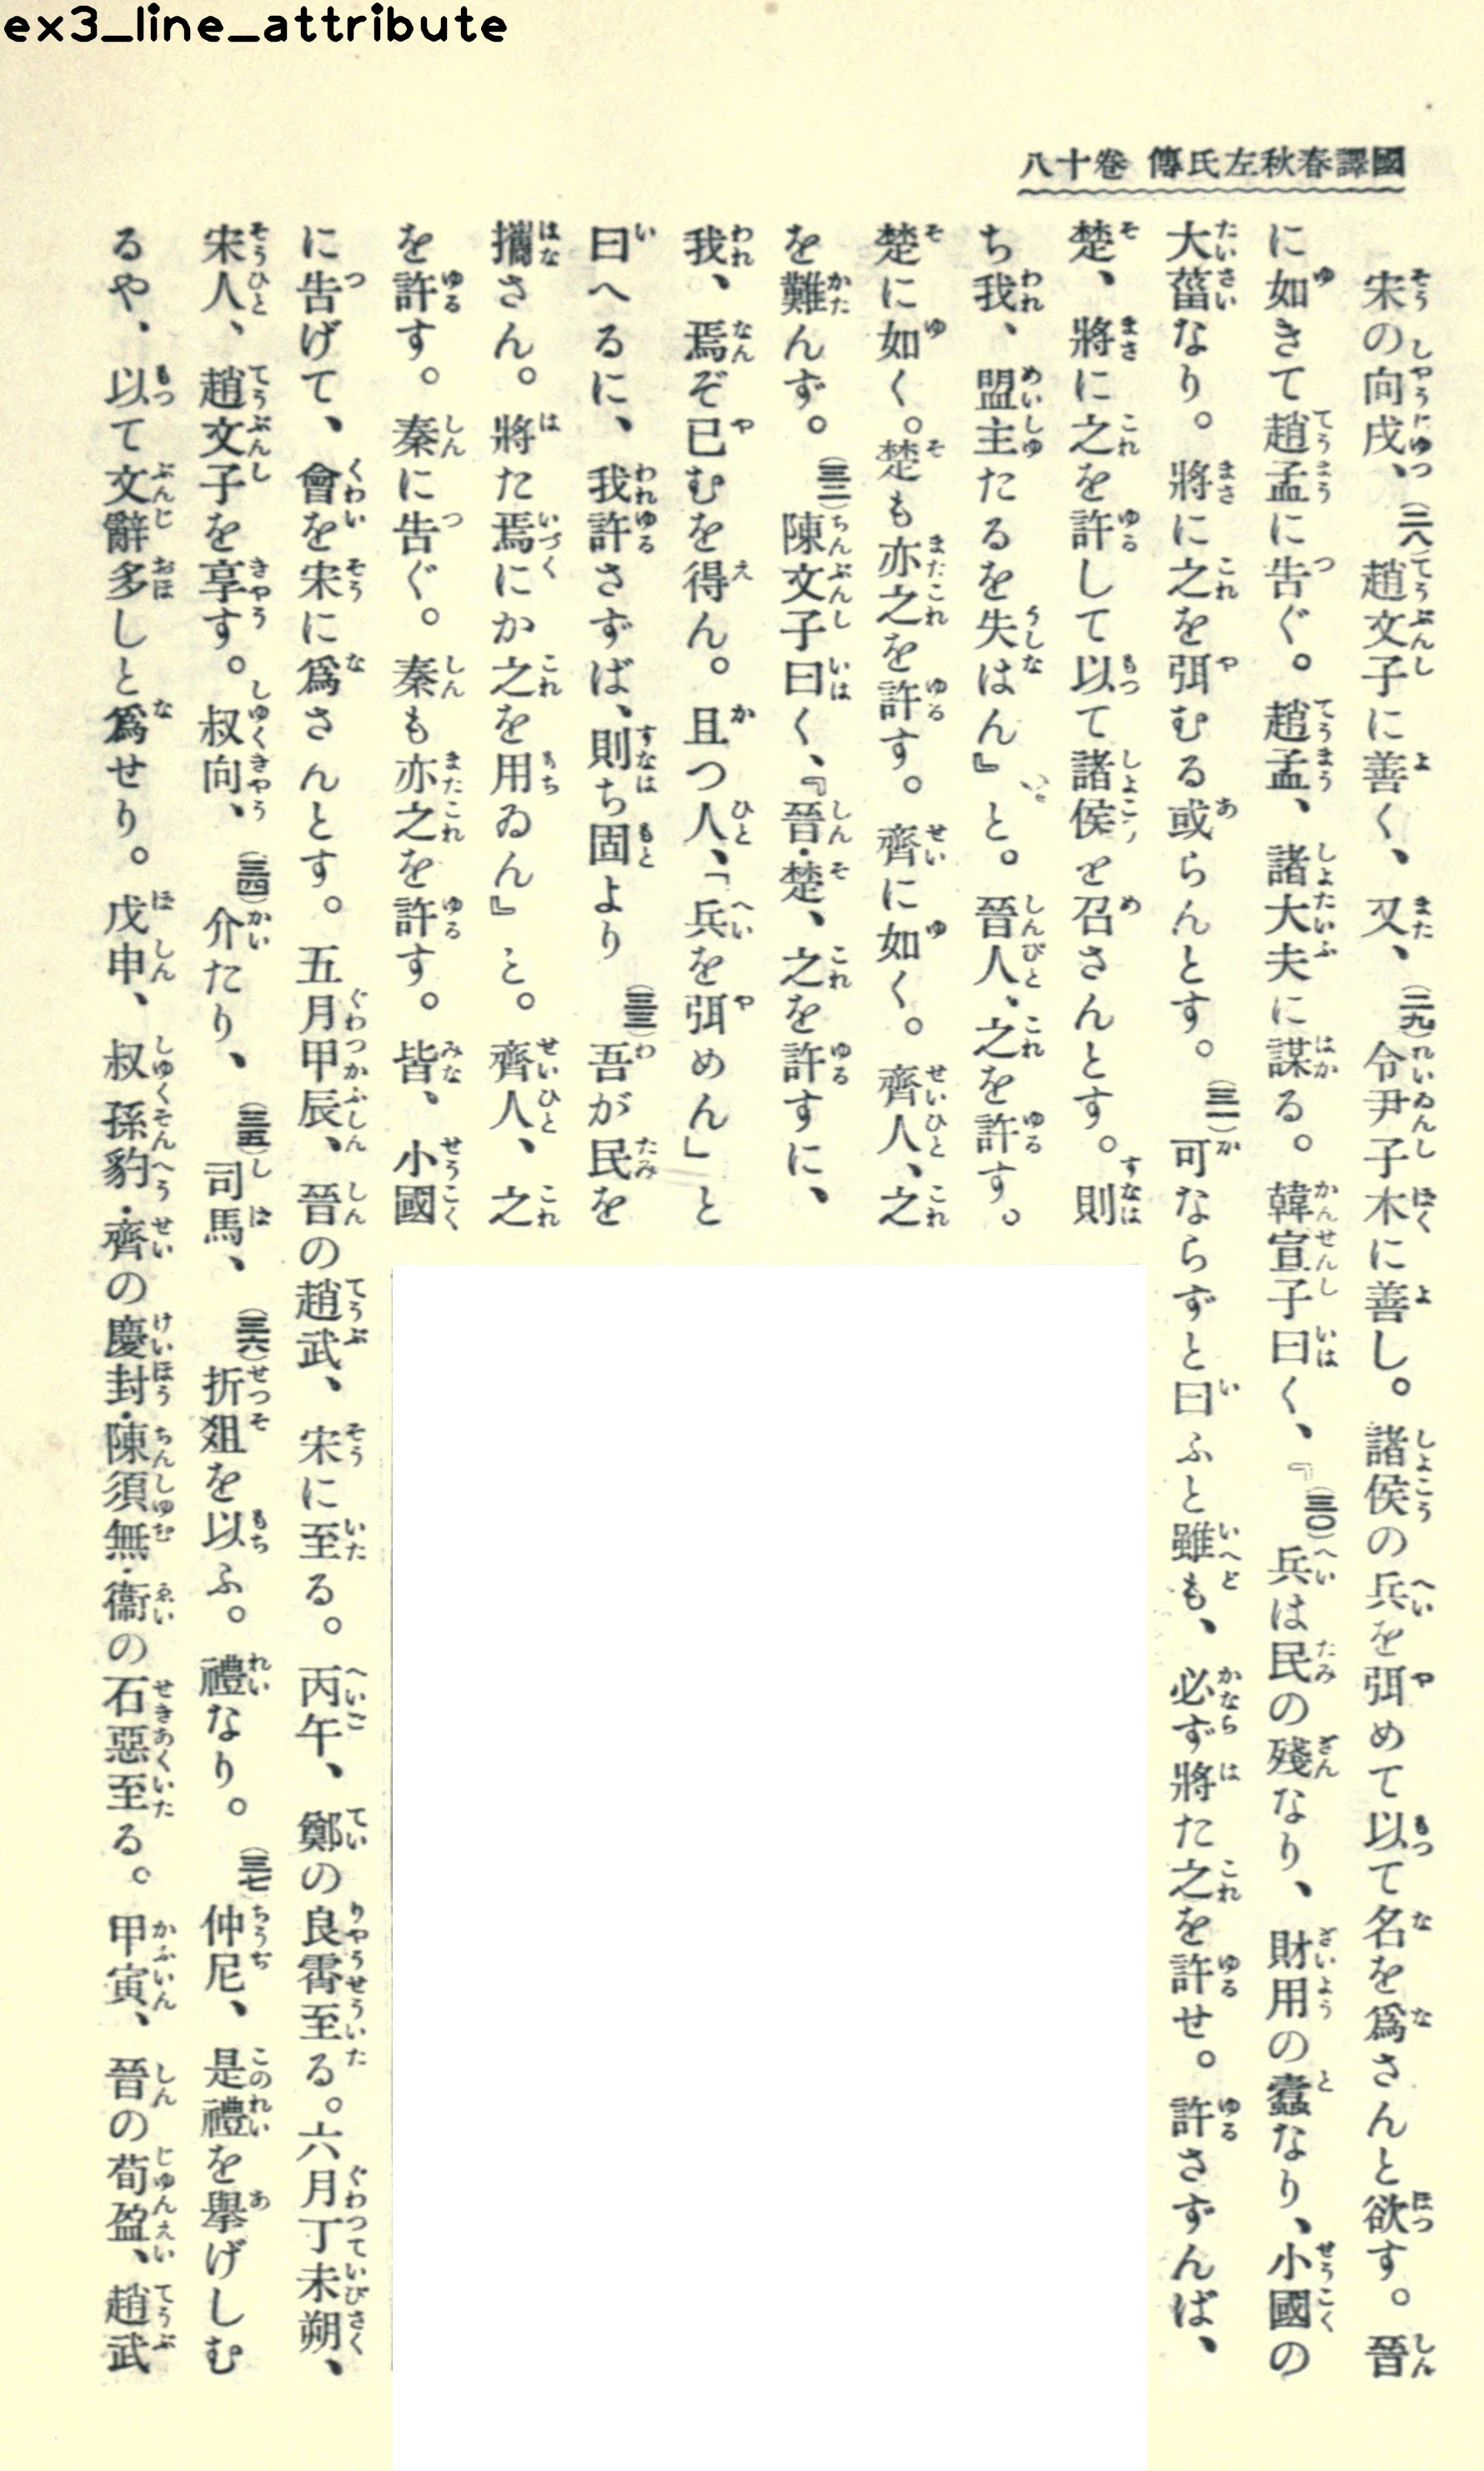 ex3_line_attribute
國譯春秋左氏傳 卷十八
宋の向戌、(二八)趙文子に善く、又、(二九)令尹子木に善し。諸侯の兵を弭めて以て名を爲さんと欲す。晉
に如きて趙孟に告ぐ。趙孟、諸大夫に謀る。韓宣子曰く、『(三〇)兵は民の殘なり、財用の蠹なり、小國の
大菑なり。將に之を弭むる或らんとす。(三一)可ならずと曰ふと雖も、必ず將た之を許せ。許さずんば、
楚、將に之を許して以て諸侯を召さんとす。則
ち我、盟主たるを失はん』と。晉人、之を許す。
楚に如く。楚も亦之を許す。齊に如く。齊人、之
を難んず。(三二)陳文子曰く、『晉・楚、之を許すに、
我、焉ぞ已むを得ん。且つ人、「兵を弭めん」と
曰へるに、我許さずば、則ち固より(三三)吾が民を
攜さん。將た焉にか之を用ゐん』と。齊人、之
を許す。秦に告ぐ。秦も亦之を許す。皆、小國
に告げて、會を宋に爲さんとす。五月甲辰、晉の趙武、宋に至る。丙午、鄭の良霄至る。六月丁未朔、
宋人、趙文子を享す。叔向、(三四)介たり、(三五)司馬、(三六)折俎を以ふ。禮なり。(三七)仲尼、是禮を擧げしむ
るや、以て文辭多しと爲せり。戊申、叔孫豹・齊の慶封・陳須無・衞の石惡至る。甲寅、晉の荀盈、趙武